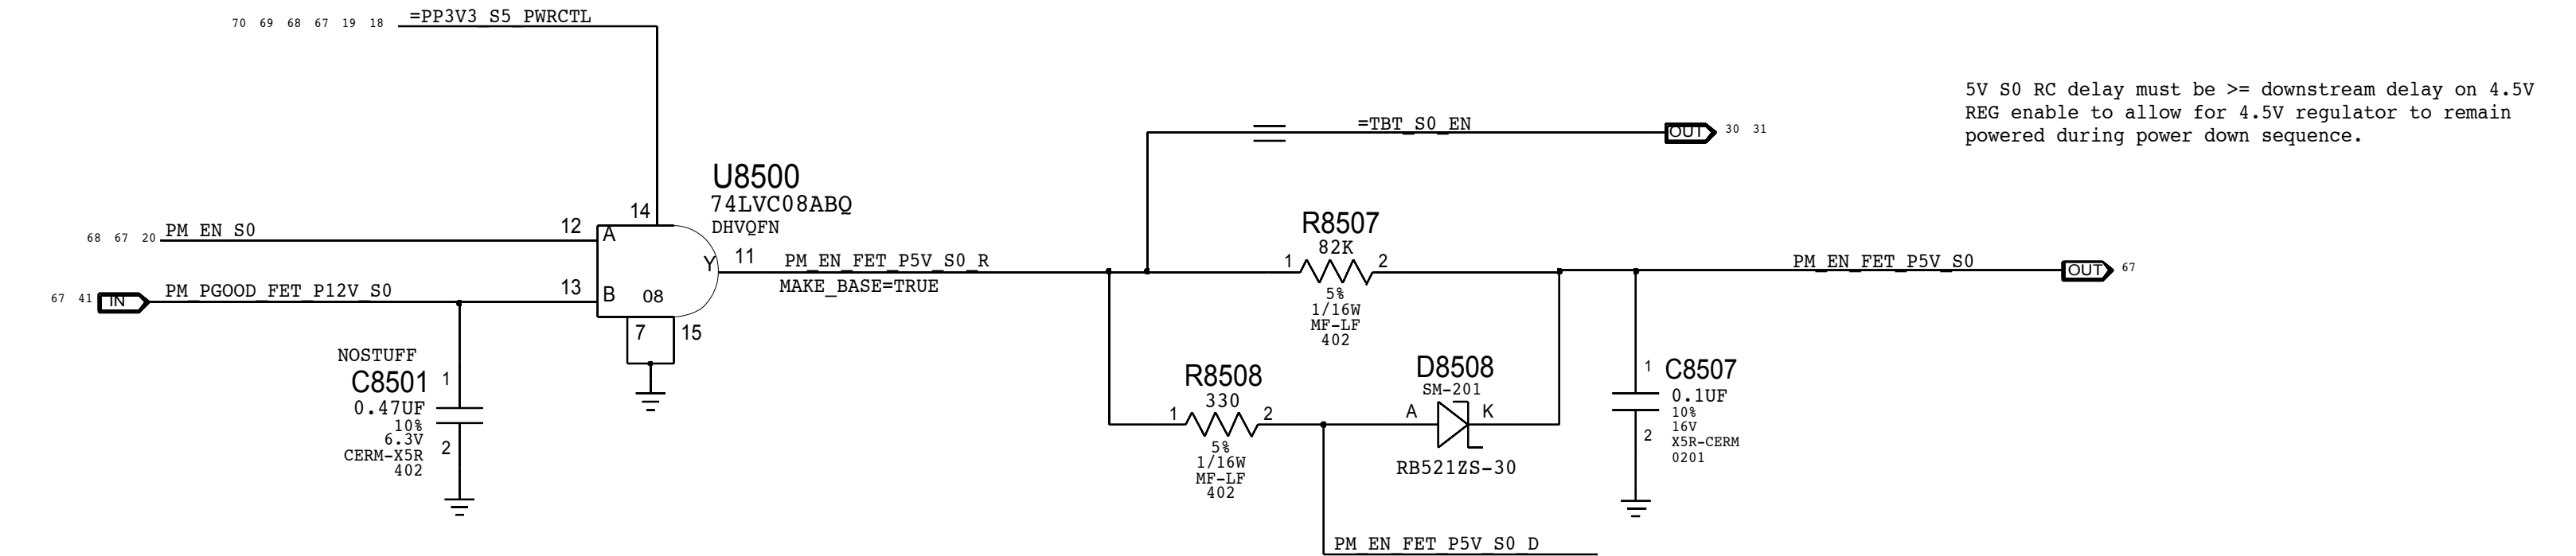 70 69 68 67 19 18 =PP3V3_S5_PWRCTL
5V S0 RC delay must be >= downstream delay on 4.5V
REG enable to allow for 4.5V regulator to remain
powered during power down sequence.
=TBT_S0_EN OUT 30 31
U8500
74LVC08ABQ
DHVQFN
14
68 67 20 PM_EN_S0 12 A
Y 11 PM_EN_FET_P5V_S0_R
MAKE_BASE=TRUE
67 41 IN PM_PGOOD_FET_P12V_S0 13 B 08
7 15
R8507
82K
1 2
5%
1/16W
MF-LF
402
PM_EN_FET_P5V_S0 OUT 67
NOSTUFF
C8501
0.47UF
10%
6.3V
CERM-X5R
402
1
2
R8508
330
1 2
5%
1/16W
MF-LF
402
D8508
SM-201
A K
RB521ZS-30
C8507
0.1UF
10%
16V
X5R-CERM
0201
1
2
PM_EN_FET_P5V_S0_D